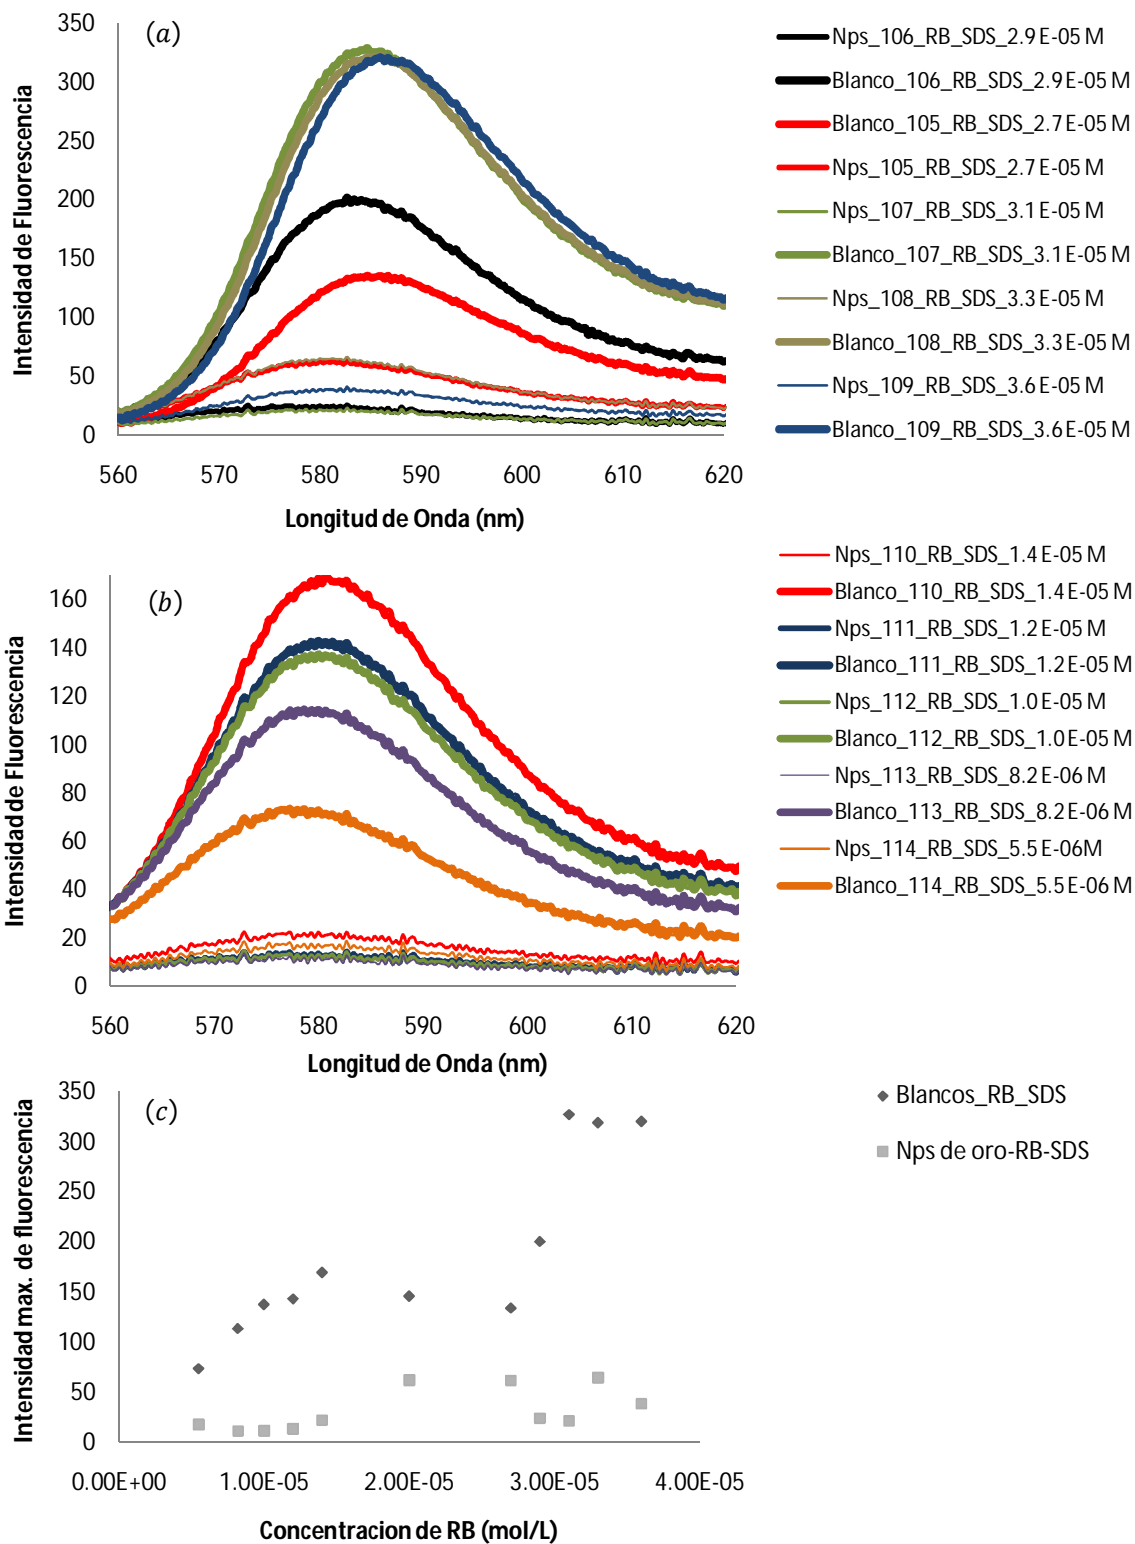 (a)
350
300
250
200
150
100
50
0
560 570 580 590 600 610 620
Intensidad de Fluorescencia
Longitud de Onda (nm)
Nps_106_RB_SDS_2.9 E-05 M
Blanco_106_RB_SDS_2.9 E-05 M
Blanco_105_RB_SDS_2.7 E-05 M
Nps_105_RB_SDS_2.7 E-05 M
Nps_107_RB_SDS_3.1 E-05 M
Blanco_107_RB_SDS_3.1 E-05 M
Nps_108_RB_SDS_3.3 E-05 M
Blanco_108_RB_SDS_3.3 E-05 M
Nps_109_RB_SDS_3.6 E-05 M
Blanco_109_RB_SDS_3.6 E-05 M
(b)
160
140
120
100
80
60
40
20
0
560 570 580 590 600 610 620
Intensidad de Fluorescencia
Longitud de Onda (nm)
Nps_110_RB_SDS_1.4 E-05 M
Blanco_110_RB_SDS_1.4 E-05 M
Nps_111_RB_SDS_1.2 E-05 M
Blanco_111_RB_SDS_1.2 E-05 M
Nps_112_RB_SDS_1.0 E-05 M
Blanco_112_RB_SDS_1.0 E-05 M
Nps_113_RB_SDS_8.2 E-06 M
Blanco_113_RB_SDS_8.2 E-06 M
Nps_114_RB_SDS_5.5 E-06M
Blanco_114_RB_SDS_5.5 E-06 M
(c)
350
300
250
200
150
100
50
0
0.00E+00 1.00E-05 2.00E-05 3.00E-05 4.00E-05
Intensidad max. de fluorescencia
Concentracion de RB (mol/L)
Blancos_RB_SDS
Nps de oro-RB-SDS